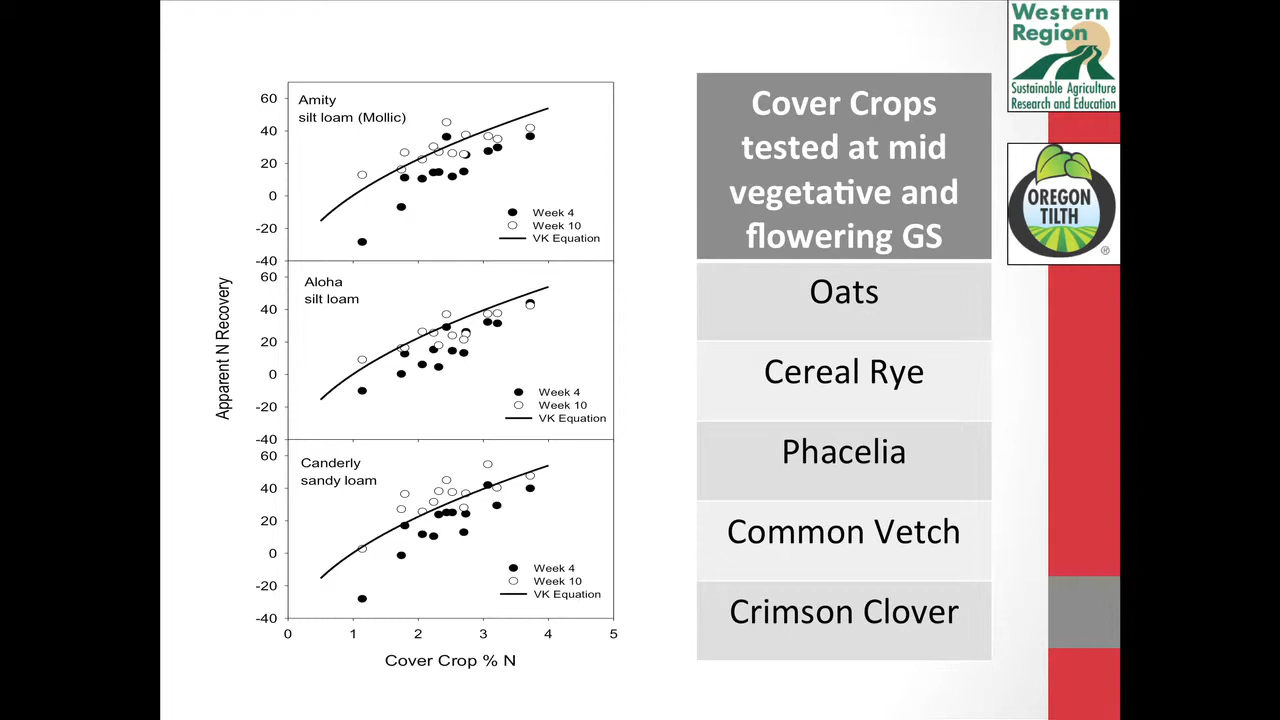 Western
Region
Sustainable Agriculture
Research and Education
OREGON
TILTH
®
Cover Crops
tested at mid
vegetative and
flowering GS
Oats
Cereal Rye
Phacelia
Common Vetch
Crimson Clover
Apparent N Recovery
60
40
20
0
-20
-40
Amity
silt loam (Mollic)
Week 4
Week 10
VK Equation
60
40
20
0
-20
-40
Aloha
silt loam
Week 4
Week 10
VK Equation
60
40
20
0
-20
-40
Canderly
sandy loam
Week 4
Week 10
VK Equation
0 1 2 3 4 5
Cover Crop % N